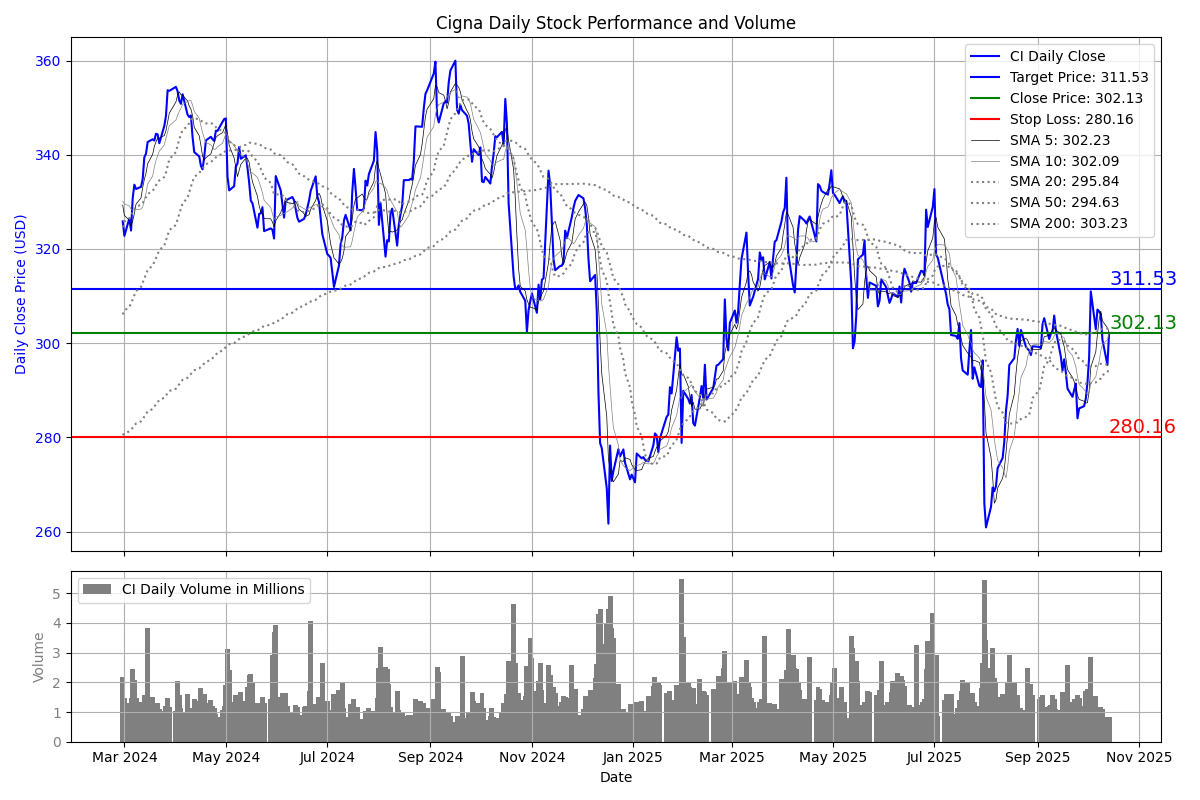 Cigna Daily Stock Performance and Volume
Daily Close Price (USD)
360
340
320
300
280
260
CI Daily Close
Target Price: 311.53
Close Price: 302.13
Stop Loss: 280.16
SMA 5: 302.23
SMA 10: 302.09
SMA 20: 295.84
SMA 50: 294.63
SMA 200: 303.23
311.53
302.13
280.16
CI Daily Volume in Millions
Volume
5
4
3
2
1
0
Mar 2024 May 2024 Jul 2024 Sep 2024 Nov 2024 Jan 2025 Mar 2025 May 2025 Jul 2025 Sep 2025 Nov 2025
Date